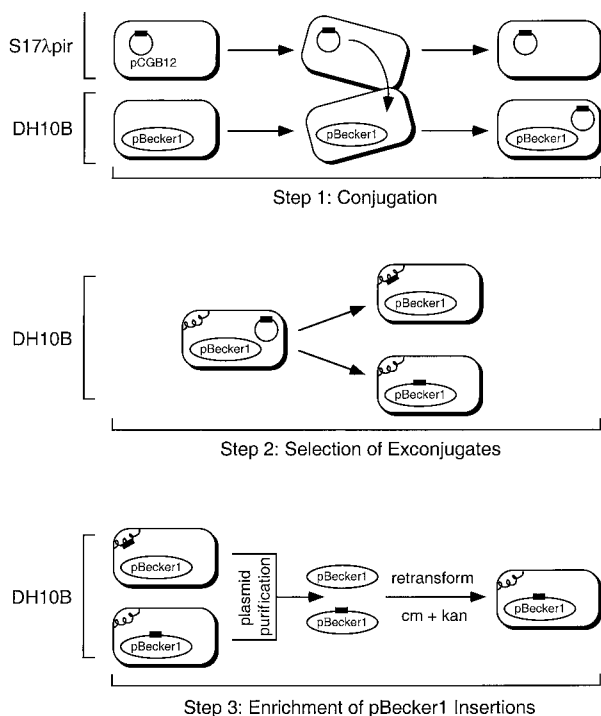 S17λpir
pCGB12
DH10B
pBecker1
pBecker1
pBecker1
Step 1: Conjugation
DH10B
pBecker1
pBecker1
pBecker1
Step 2: Selection of Exconjugates
DH10B
pBecker1
pBecker1
plasmid
purification
pBecker1
pBecker1
retransform
cm + kan
pBecker1
Step 3: Enrichment of pBecker1 Insertions